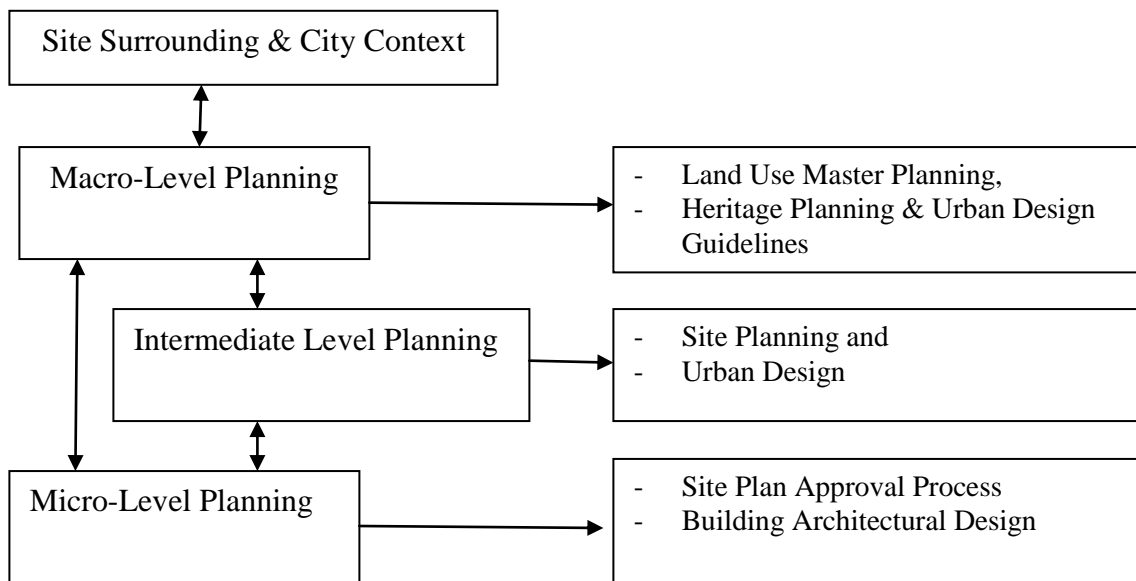 Site Surrounding & City Context
Macro-Level Planning
- Land Use Master Planning,
- Heritage Planning & Urban Design
Guidelines
Intermediate Level Planning
- Site Planning and
- Urban Design
Micro-Level Planning
- Site Plan Approval Process
- Building Architectural Design